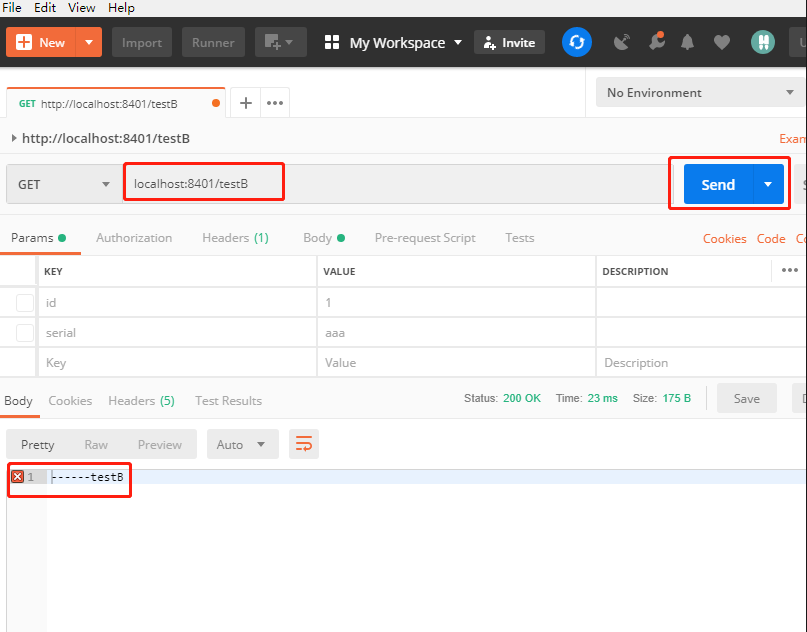 File Edit View Help
New Import Runner My Workspace Invite
GET http://localhost:8401/testB No Environment
http://localhost:8401/testB Exam
GET localhost:8401/testB Send
Params Authorization Headers (1) Body Pre-request Script Tests Cookies Code
KEY VALUE DESCRIPTION
id 1
serial aaa
Key Value Description
Body Cookies Headers (5) Test Results Status: 200 OK Time: 23 ms Size: 175 B Save
Pretty Raw Preview Auto
1 ------testB